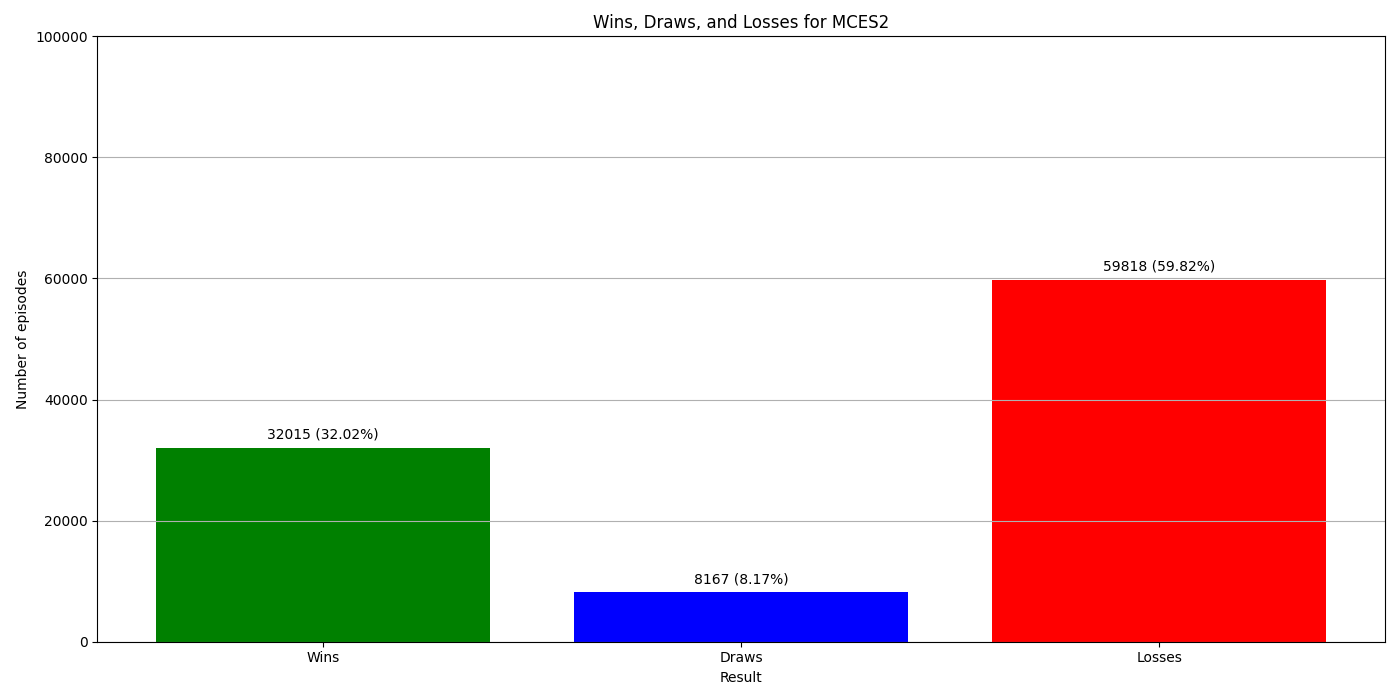 Wins, Draws, and Losses for MCES2
100000
80000
60000
40000
20000
0
Number of episodes
32015 (32.02%)
8167 (8.17%)
59818 (59.82%)
Wins
Draws
Losses
Result